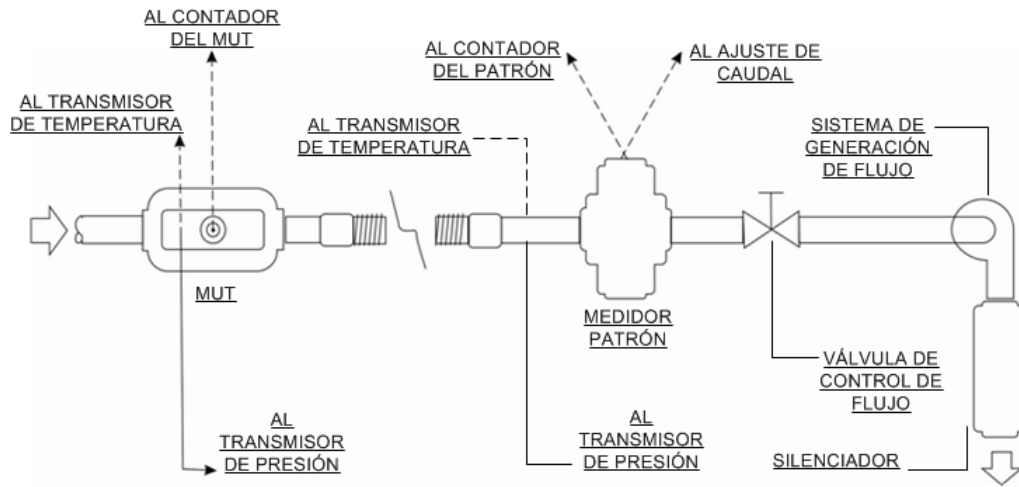 AL CONTADOR
DEL MUT
AL TRANSMISOR
DE TEMPERATURA
MUT
AL
TRANSMISOR
DE PRESIÓN
AL TRANSMISOR
DE TEMPERATURA
AL CONTADOR
DEL PATRÓN
AL AJUSTE DE
CAUDAL
MEDIDOR
PATRÓN
AL
TRANSMISOR
DE PRESIÓN
SISTEMA DE
GENERACIÓN
DE FLUJO
VÁLVULA DE
CONTROL DE
FLUJO
SILENCIADOR